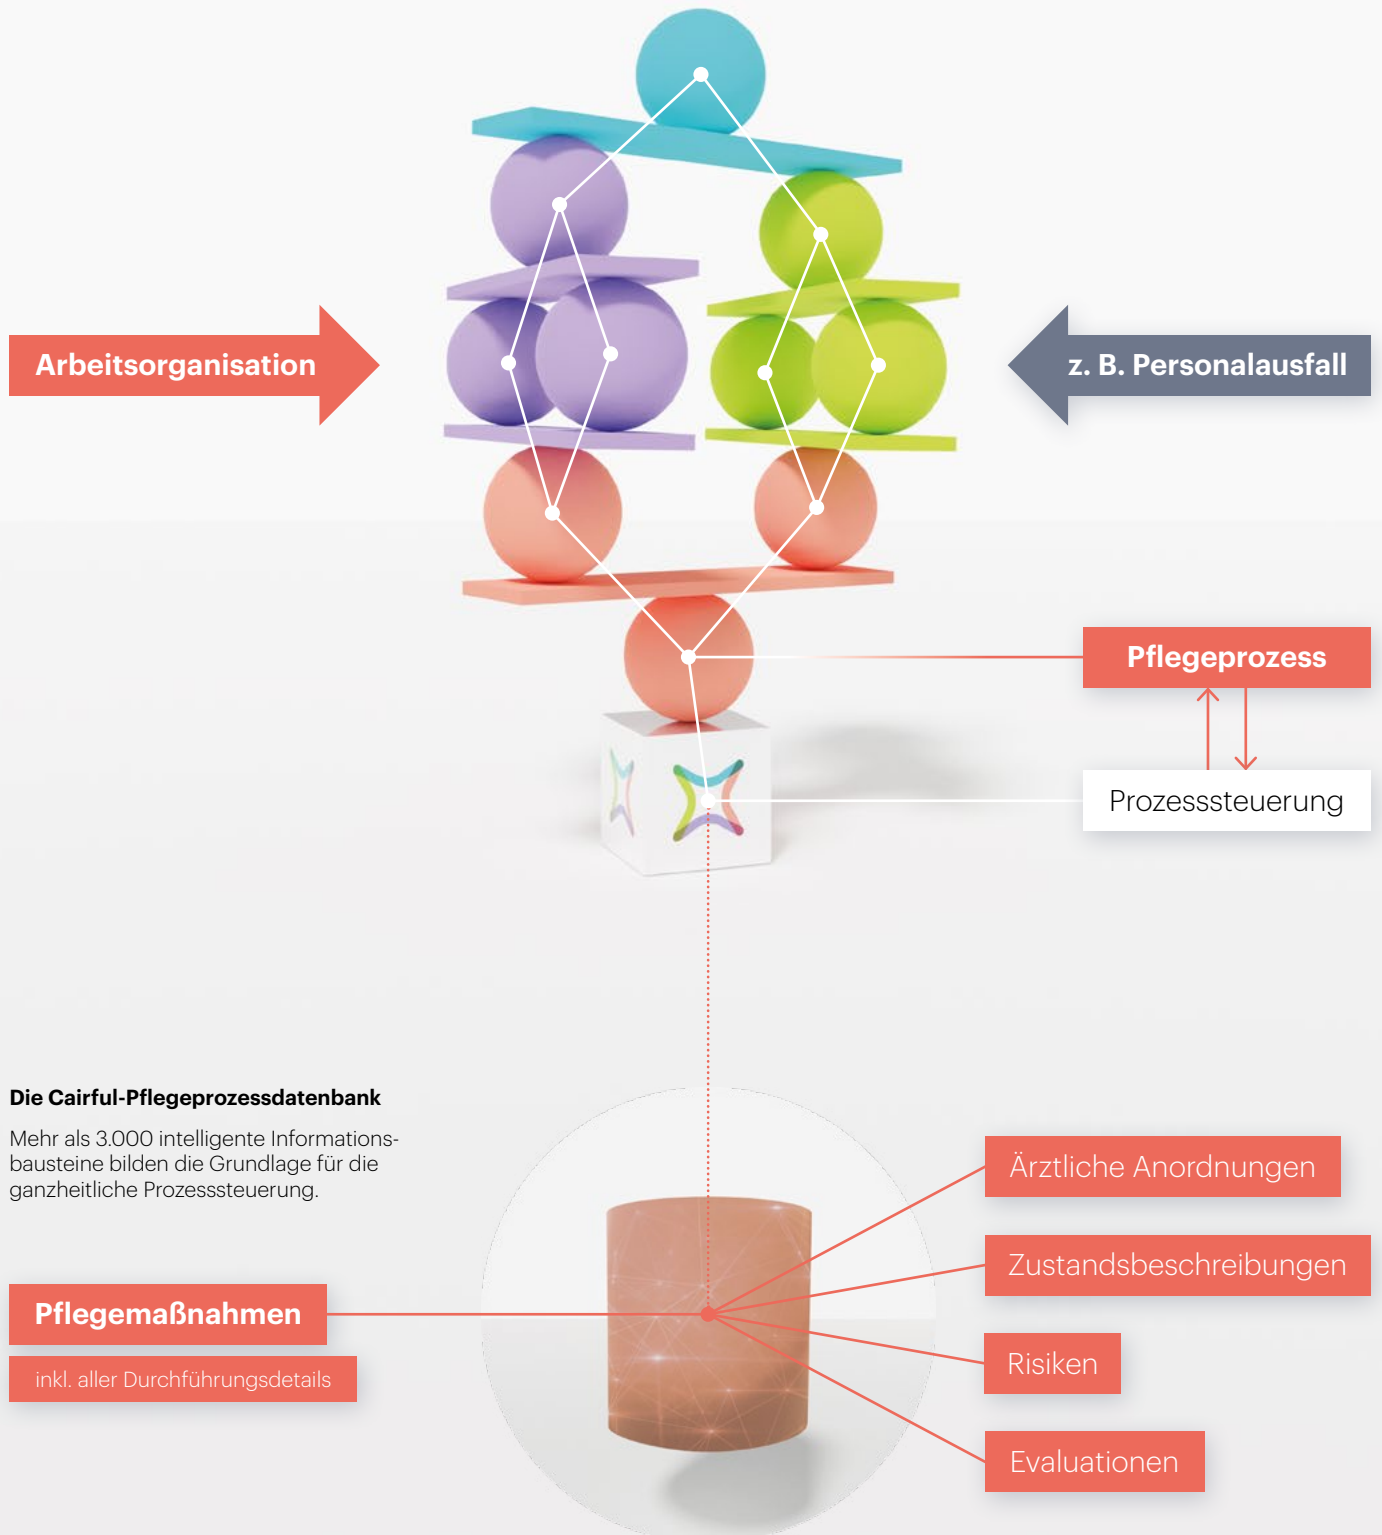 Arbeitsorganisation
z. B. Personalausfall
Pflegeprozess
Prozesssteuerung
Die Cairful-Pflegeprozessdatenbank
Mehr als 3.000 intelligente Informations-
bausteine bilden die Grundlage für die
ganzheitliche Prozesssteuerung.
Pflegemaßnahmen
inkl. aller Durchführungsdetails
Ärztliche Anordnungen
Zustandsbeschreibungen
Risiken
Evaluationen